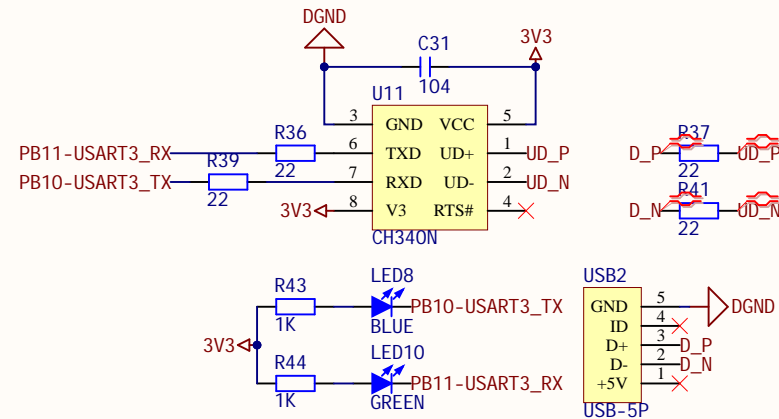 DGND
C31
3V3
104
U11
3 GND VCC 5
PB11-USART3_RX R36 22 6 TXD UD+ 1 UD_P
PB10-USART3_TX R39 22 7 RXD UD- 2 UD_N
3V3 8 V3 RTS# 4
CH340N
R37
D_P UD_P
22
R41
D_N UD_N
22
R43 LED8
PB10-USART3_TX
1K BLUE
3V3
R44 LED10
PB11-USART3_RX
1K GREEN
USB2
GND 5 DGND
ID 4
D+ 3 D_P
D- 2 D_N
+5V 1
USB-5P